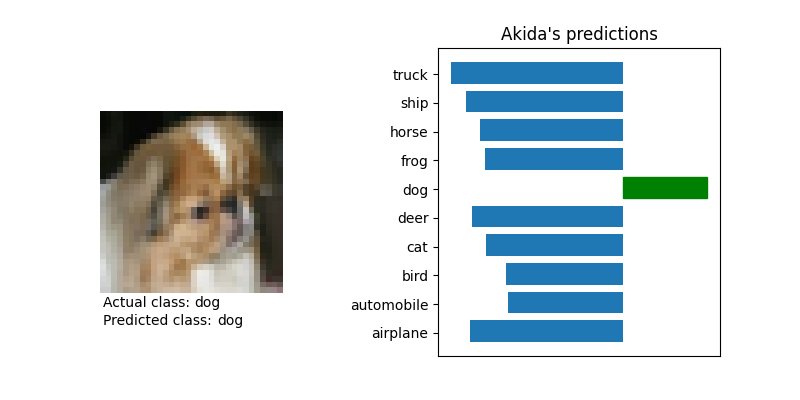 Akida's predictions
truck
ship
horse
frog
dog
deer
cat
bird
automobile
airplane
Actual class: dog
Predicted class: dog